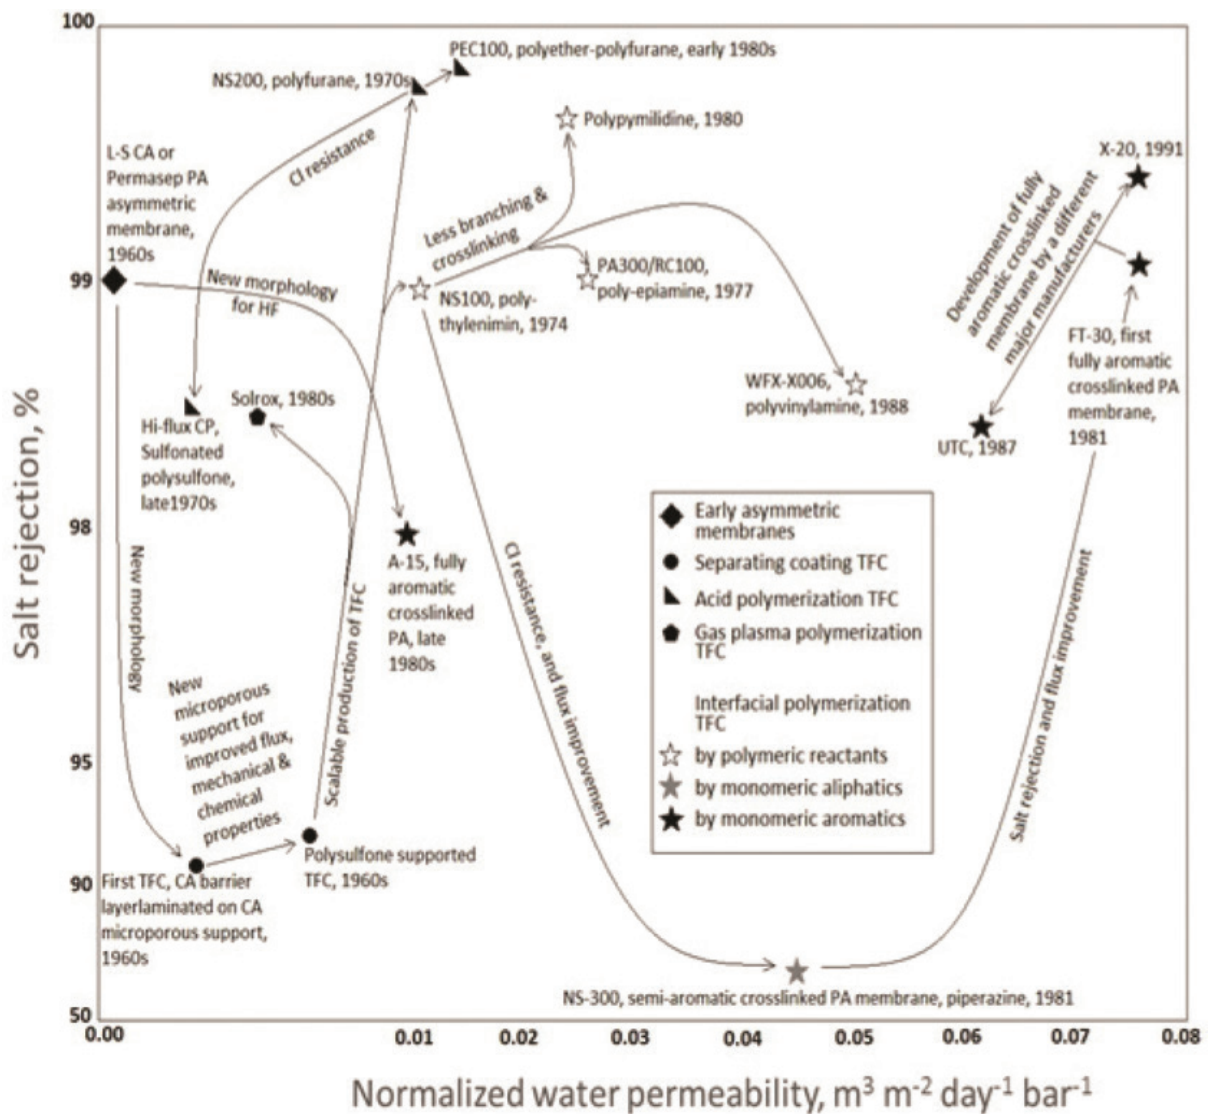 100
PEC100, polyether-polyfurane, early 1980s
NS200, polyfurane, 1970s
Polypymilidine, 1980
Cl resistance
X-20, 1991
L-S CA or
Permasep PA
asymmetric
membrane,
1960s
Less branching &
crosslinking
Development of fully
aromatic crosslinked
membrane by a different
major manufacturers
99
New morphology
for HF
PA300/RC100,
poly-epiamine, 1977
NS100, poly-
thylenimin, 1974
FT-30, first
fully aromatic
crosslinked PA
membrane,
1981
WFX-X006,
polyvinylamine, 1988
Solrox, 1980s
Hi-flux CP,
Sulfonated
polysulfone,
late1970s
UTC, 1987
Salt rejection, %
98
A-15, fully
aromatic
crosslinked
PA, late
1980s
New morphology
Scalable production of TFC
Cl resistance, and flux improvement
Salt rejection and flux improvement
Early asymmetric
membranes
Separating coating TFC
Acid polymerization TFC
Gas plasma polymerization
TFC
Interfacial polymerization
TFC
by polymeric reactants
by monomeric aliphatics
by monomeric aromatics
New
microporous
support for
improved flux,
mechanical &
chemical
properties
95
Polysulfone supported
TFC, 1960s
90
First TFC, CA barrier
layerlaminated on CA
microporous support,
1960s
NS-300, semi-aromatic crosslinked PA membrane, piperazine, 1981
50
0.00 0.01 0.02 0.03 0.04 0.05 0.06 0.07 0.08
Normalized water permeability, m³ m⁻² day⁻¹ bar⁻¹